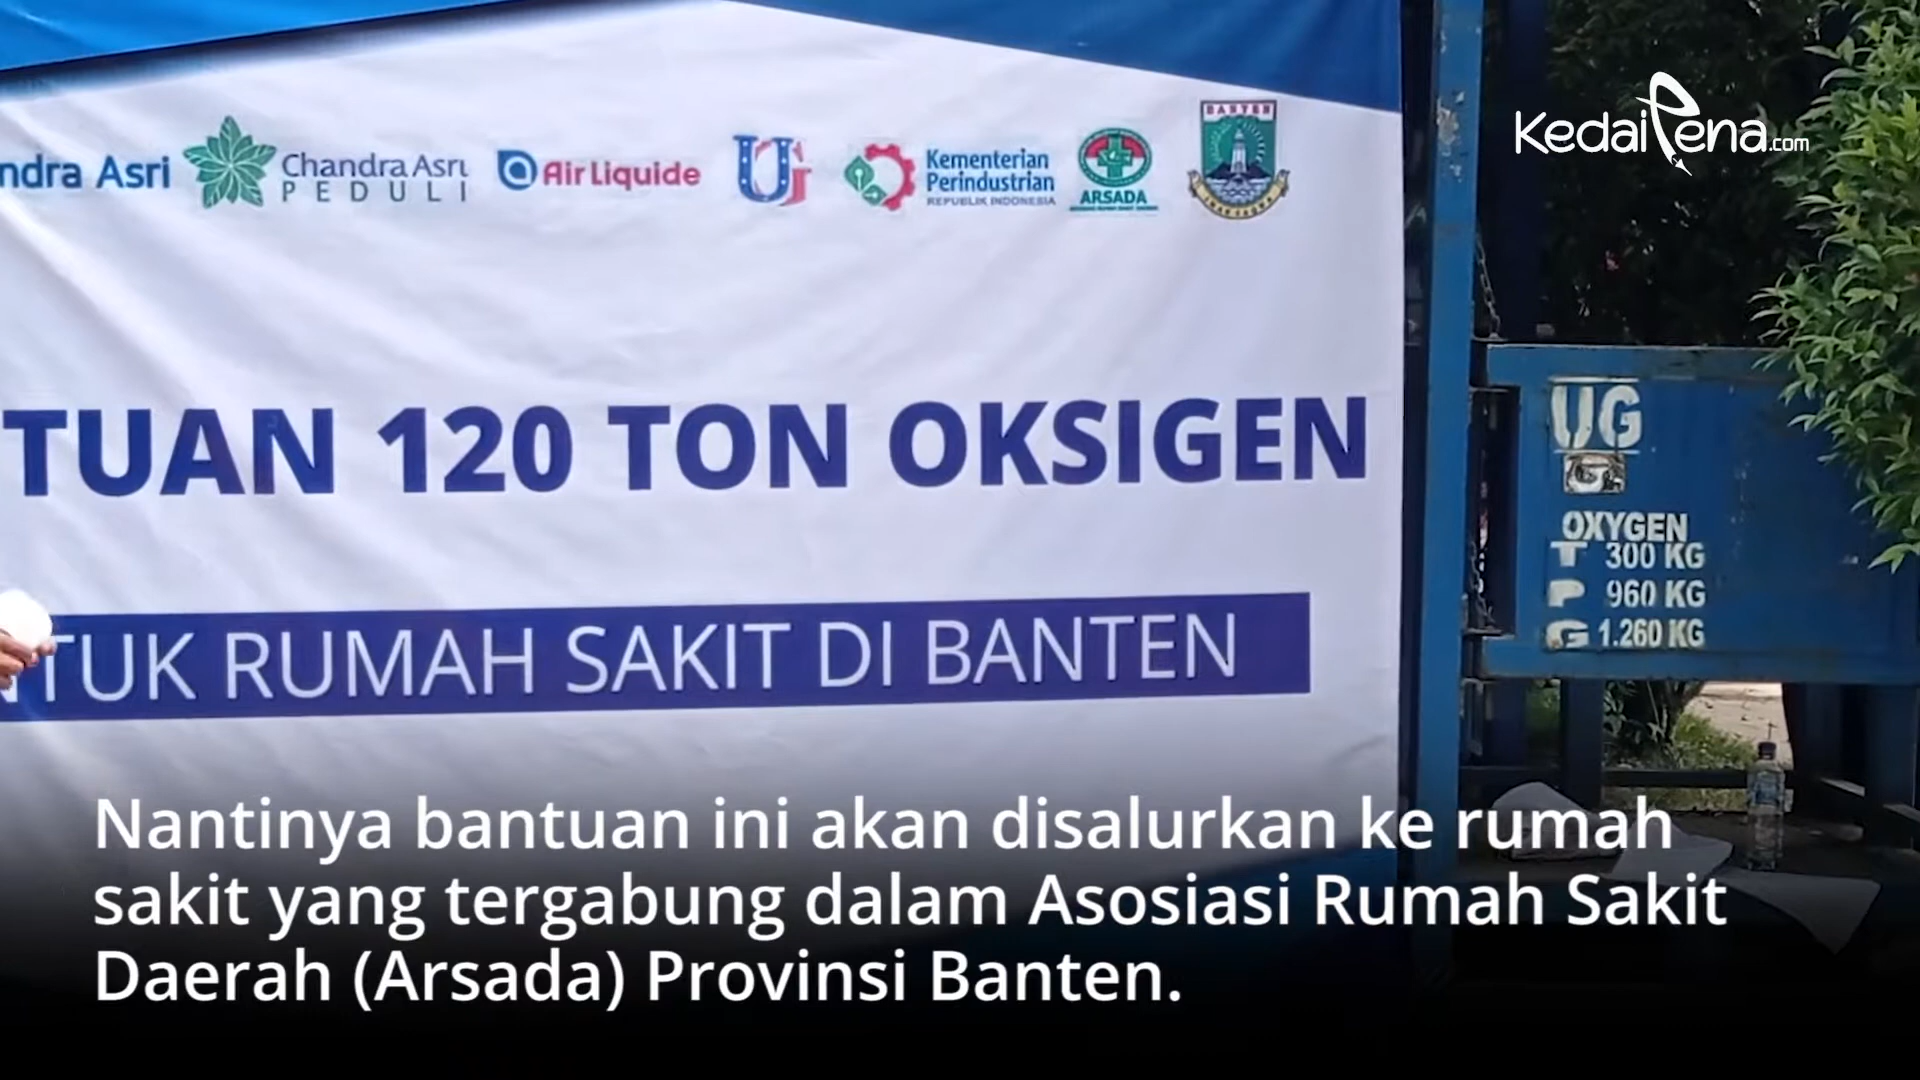 KedaiPena.com
BANTEN
ndra Asri
Chandra Asri
PEDULI
Air Liquide
UG
Kementerian
Perindustrian
REPUBLIK INDONESIA
ARSADA
TUAN 120 TON OKSIGEN
TUK RUMAH SAKIT DI BANTEN
UG
OXYGEN
T 300 KG
P 960 KG
G 1.260 KG
Nantinya bantuan ini akan disalurkan ke rumah
sakit yang tergabung dalam Asosiasi Rumah Sakit
Daerah (Arsada) Provinsi Banten.